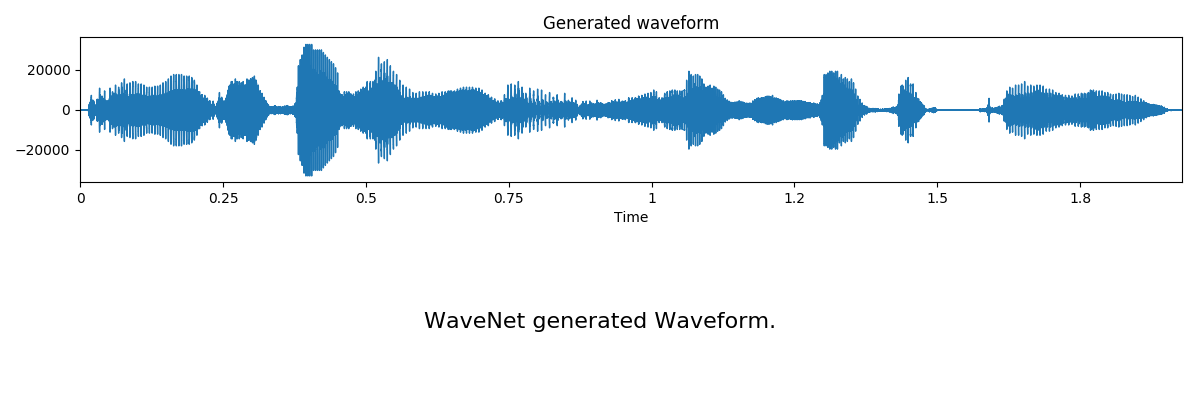 Generated waveform
20000
0
−20000
0 0.25 0.5 0.75 1 1.2 1.5 1.8
Time
WaveNet generated Waveform.